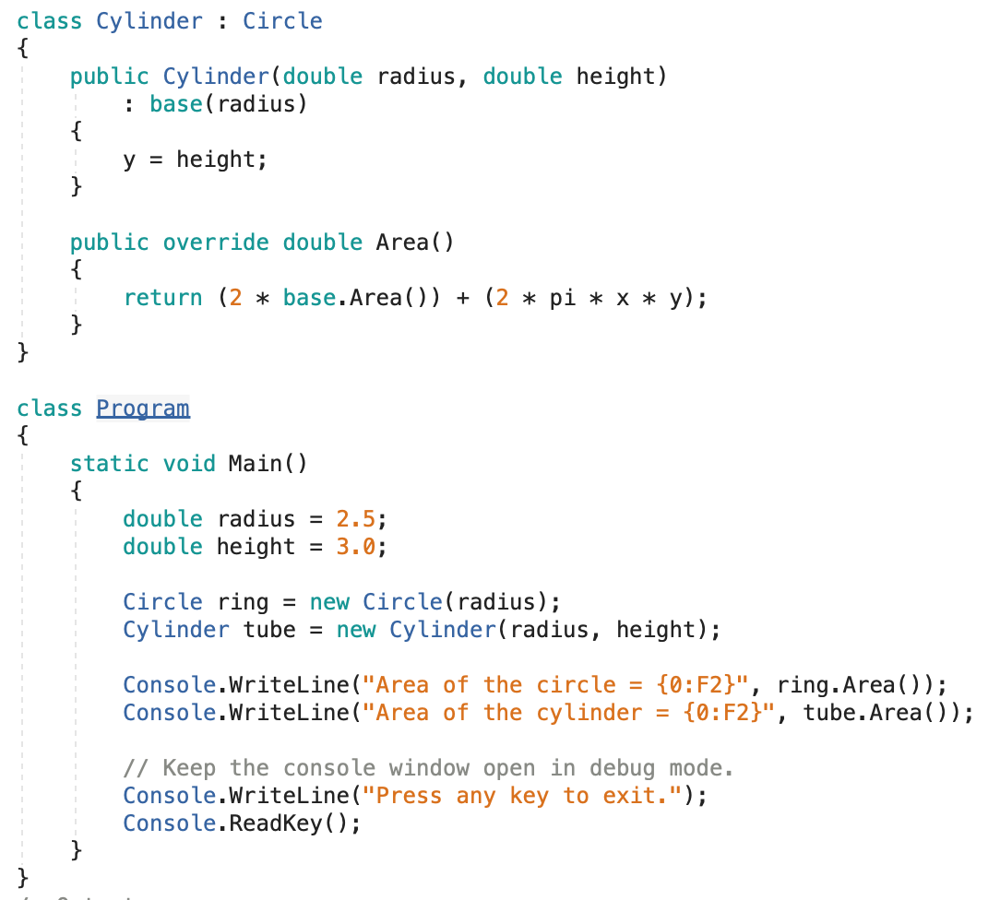 class Cylinder : Circle
{
    public Cylinder(double radius, double height)
        : base(radius)
    {
        y = height;
    }

    public override double Area()
    {
        return (2 * base.Area()) + (2 * pi * x * y);
    }
}

class Program
{
    static void Main()
    {
        double radius = 2.5;
        double height = 3.0;

        Circle ring = new Circle(radius);
        Cylinder tube = new Cylinder(radius, height);

        Console.WriteLine("Area of the circle = {0:F2}", ring.Area());
        Console.WriteLine("Area of the cylinder = {0:F2}", tube.Area());

        // Keep the console window open in debug mode.
        Console.WriteLine("Press any key to exit.");
        Console.ReadKey();
    }
}